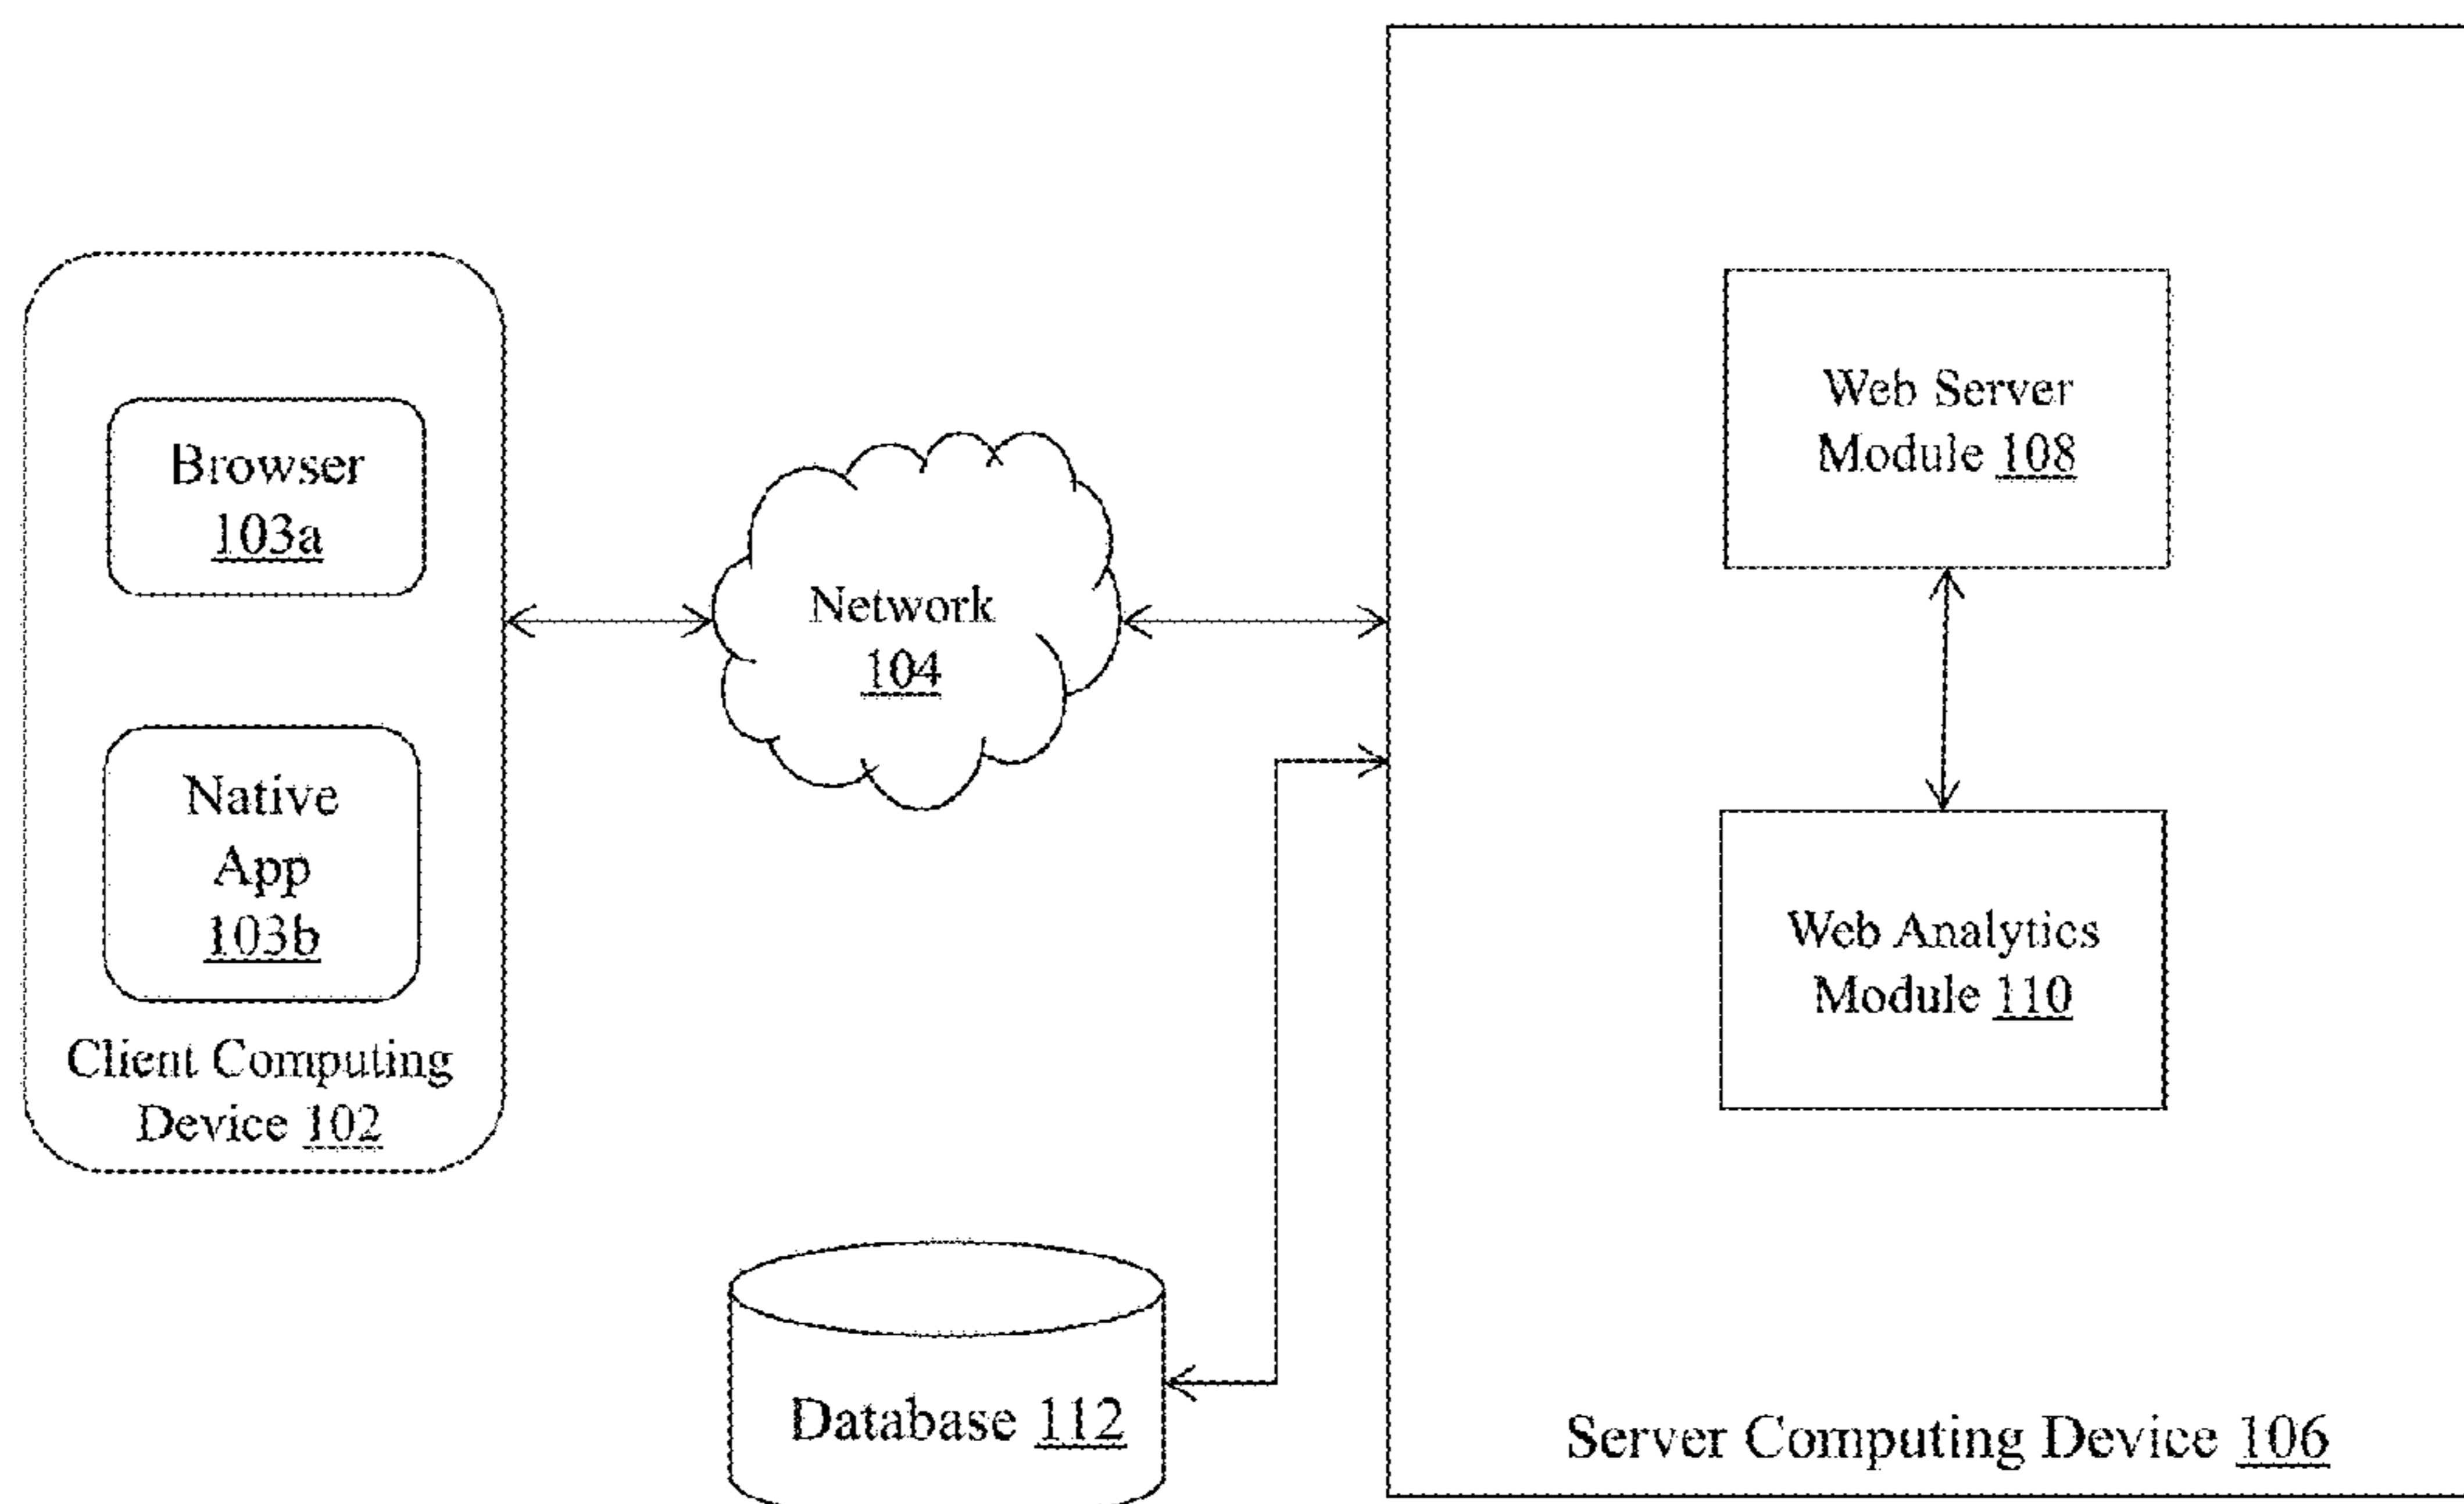 Browser
103a
Native
App
103b
Client Computing
Device 102
Network
104
Database 112
Web Server
Module 108
Web Analytics
Module 110
Server Computing Device 106